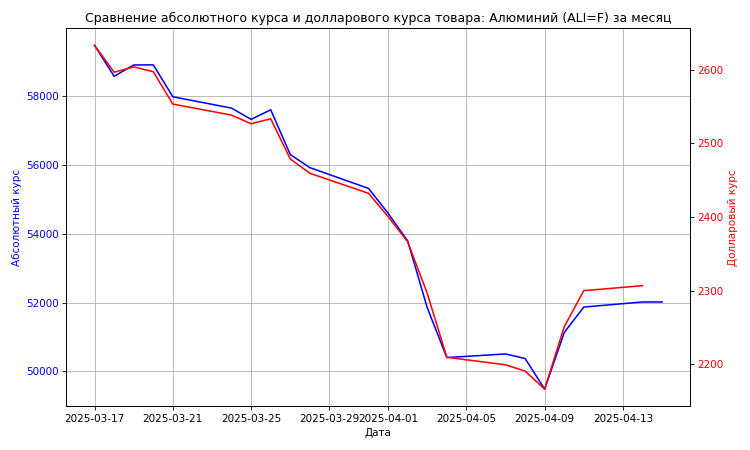 Сравнение абсолютного курса и долларового курса товара: Алюминий (ALI=F) за месяц
Абсолютный курс
58000
56000
54000
52000
50000
2600
2500
2400
2300
2200
Долларовый курс
2025-03-17 2025-03-21 2025-03-25 2025-03-29 2025-04-01 2025-04-05 2025-04-09 2025-04-13
Дата